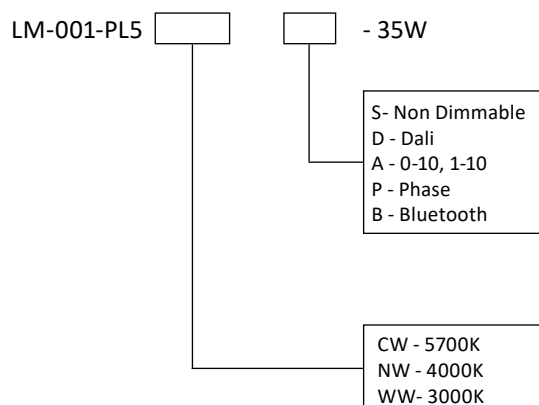 LM-001-PL5 - 35W
S- Non Dimmable
D - Dali
A - 0-10, 1-10
P - Phase
B - Bluetooth
CW - 5700K
NW - 4000K
WW- 3000K